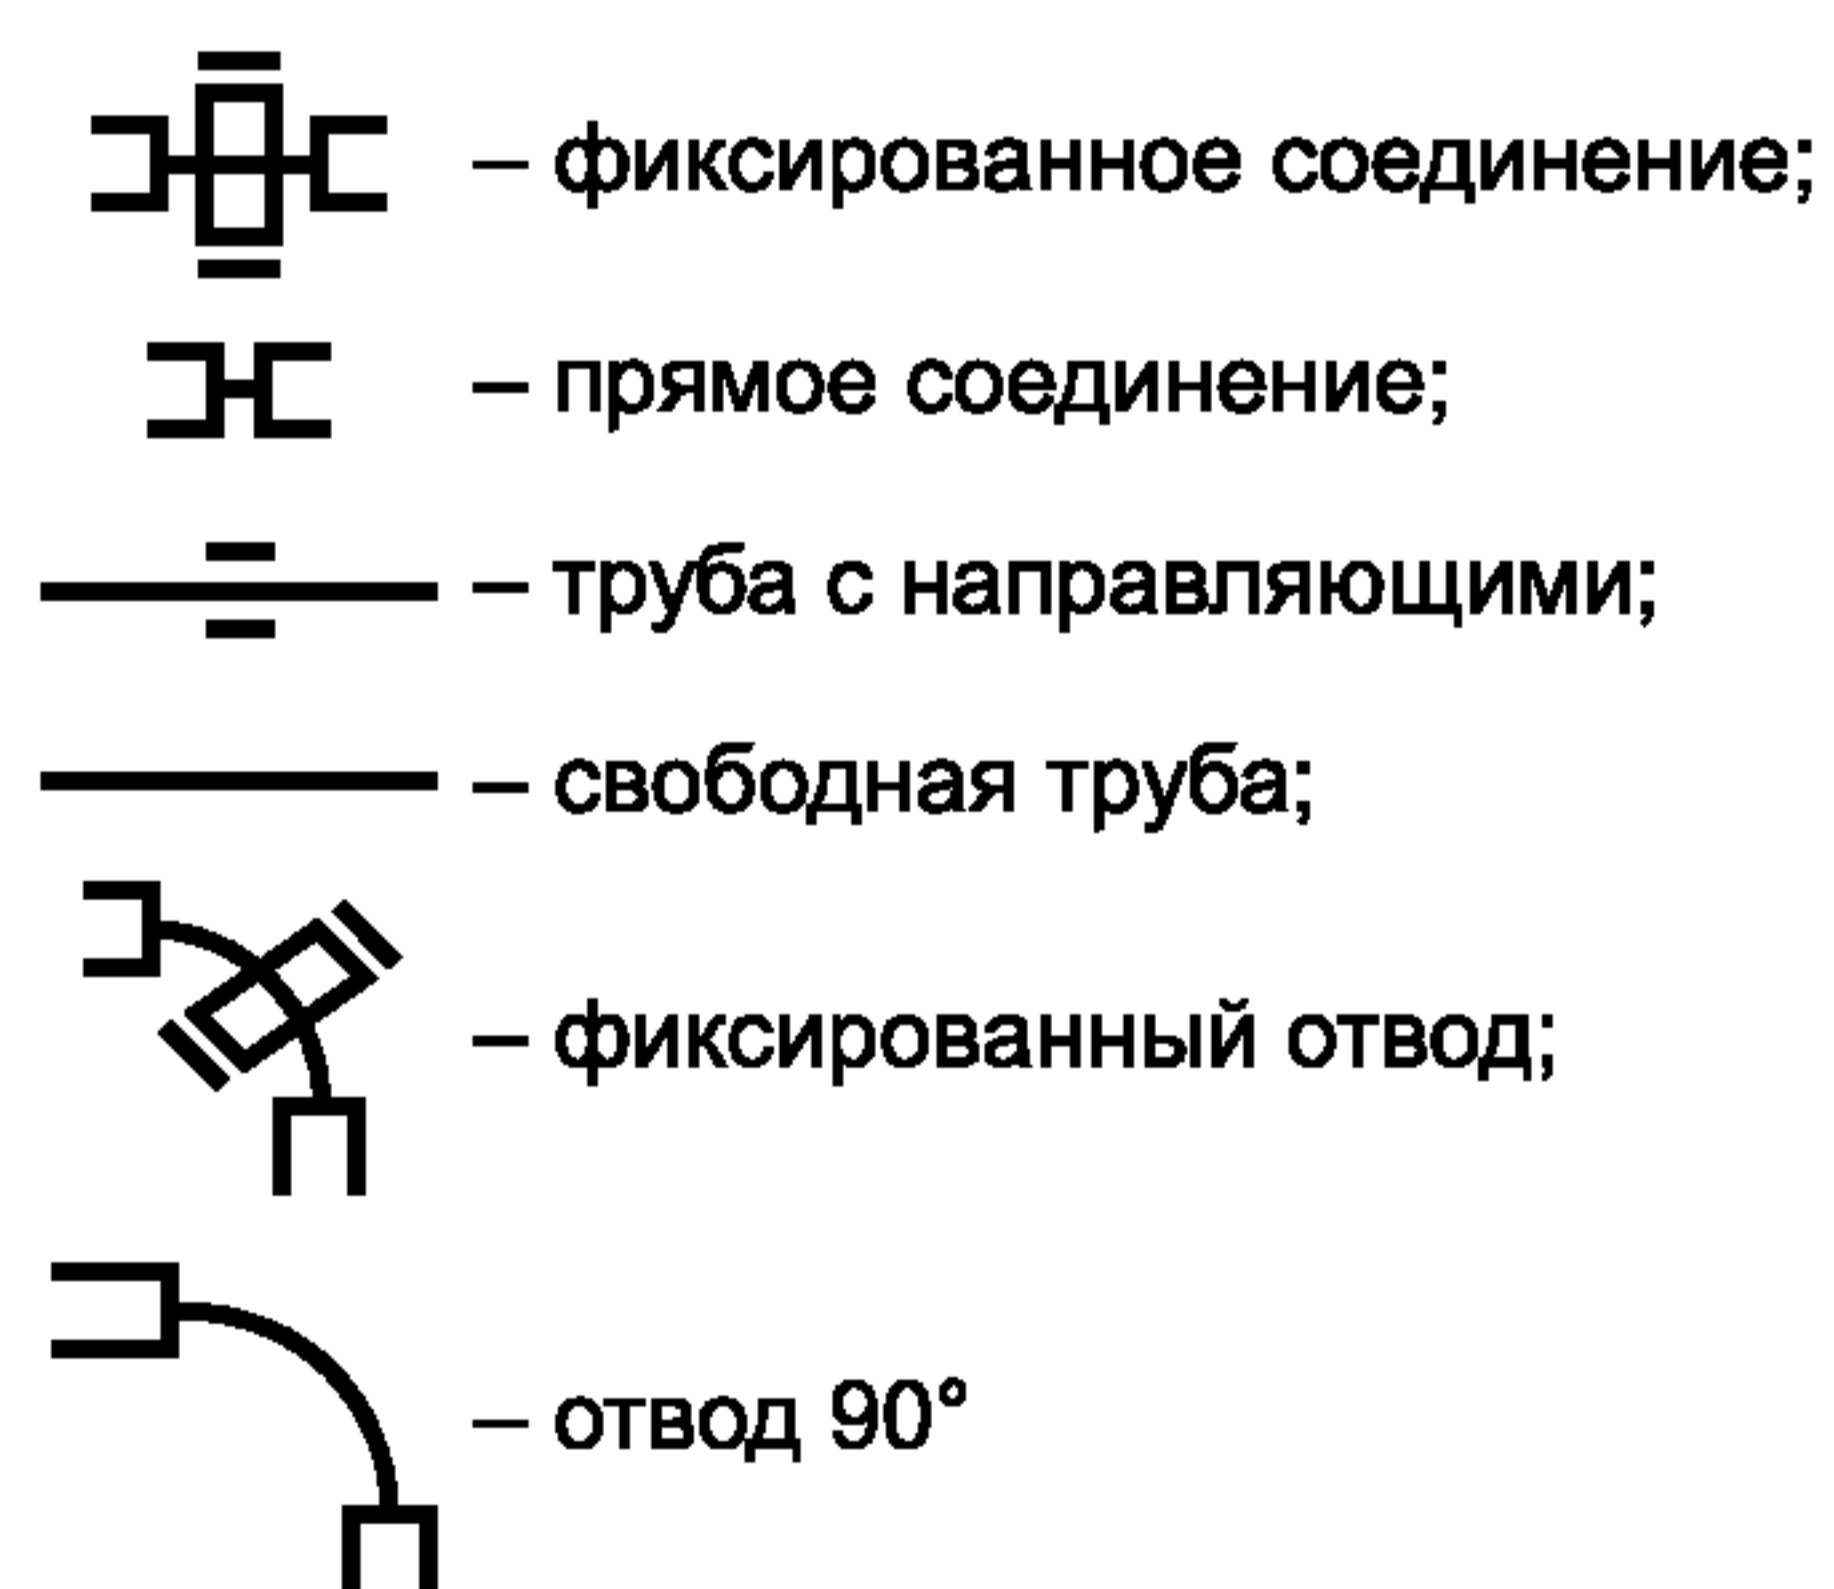 – фиксированное соединение;
– прямое соединение;
– труба с направляющими;
– свободная труба;
– фиксированный отвод;
– отвод 90°